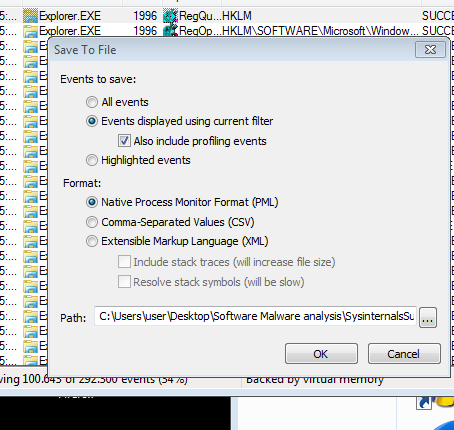 5:... Explorer.EXE 1996 RegQu... HKLM SUCCE
5:... Explorer.EXE 1996 RegOp... HKLM\SOFTWARE\Microsoft\Window...
Save To File
Events to save:
All events
Events displayed using current filter
Also include profiling events
Highlighted events
Format:
Native Process Monitor Format (PML)
Comma-Separated Values (CSV)
Extensible Markup Language (XML)
Include stack traces (will increase file size)
Resolve stack symbols (will be slow)
Path: C:\Users\user\Desktop\Software Malware analysis\SysinternalsSu ...
OK Cancel
of 292.500 events (34%) Backed by virtual memory